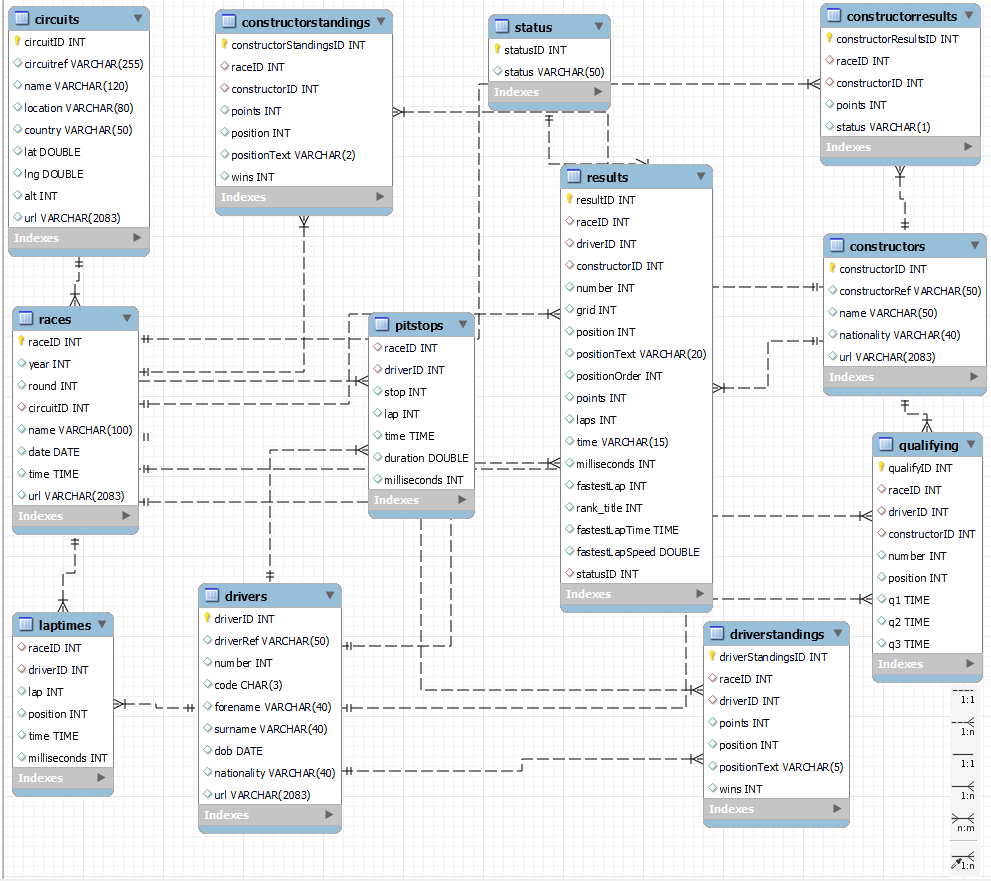 circuits
circuitID INT
circuitref VARCHAR(255)
name VARCHAR(120)
location VARCHAR(80)
country VARCHAR(50)
lat DOUBLE
lng DOUBLE
alt INT
url VARCHAR(2083)
Indexes
constructorstandings
constructorStandingsID INT
raceID INT
constructorID INT
points INT
position INT
positionText VARCHAR(2)
wins INT
Indexes
status
statusID INT
status VARCHAR(50)
Indexes
constructorresults
constructorResultsID INT
raceID INT
constructorID INT
points INT
status VARCHAR(1)
Indexes
races
raceID INT
year INT
round INT
circuitID INT
name VARCHAR(100)
date DATE
time TIME
url VARCHAR(2083)
Indexes
pitstops
raceID INT
driverID INT
stop INT
lap INT
time TIME
duration DOUBLE
milliseconds INT
Indexes
results
resultID INT
raceID INT
driverID INT
constructorID INT
number INT
grid INT
position INT
positionText VARCHAR(20)
positionOrder INT
points INT
laps INT
time VARCHAR(15)
milliseconds INT
fastestLap INT
rank_title INT
fastestLapTime TIME
fastestLapSpeed DOUBLE
statusID INT
Indexes
constructors
constructorID INT
constructorRef VARCHAR(50)
name VARCHAR(50)
nationality VARCHAR(40)
url VARCHAR(2083)
Indexes
qualifying
qualifyID INT
raceID INT
driverID INT
constructorID INT
number INT
position INT
q1 TIME
q2 TIME
q3 TIME
Indexes
laptimes
raceID INT
driverID INT
lap INT
position INT
time TIME
milliseconds INT
Indexes
drivers
driverID INT
driverRef VARCHAR(50)
number INT
code CHAR(3)
forename VARCHAR(40)
surname VARCHAR(40)
dob DATE
nationality VARCHAR(40)
url VARCHAR(2083)
Indexes
driverstandings
driverStandingsID INT
raceID INT
driverID INT
points INT
position INT
positionText VARCHAR(5)
wins INT
Indexes
1:1
1:n
1:1
1:n
n:m
1:n